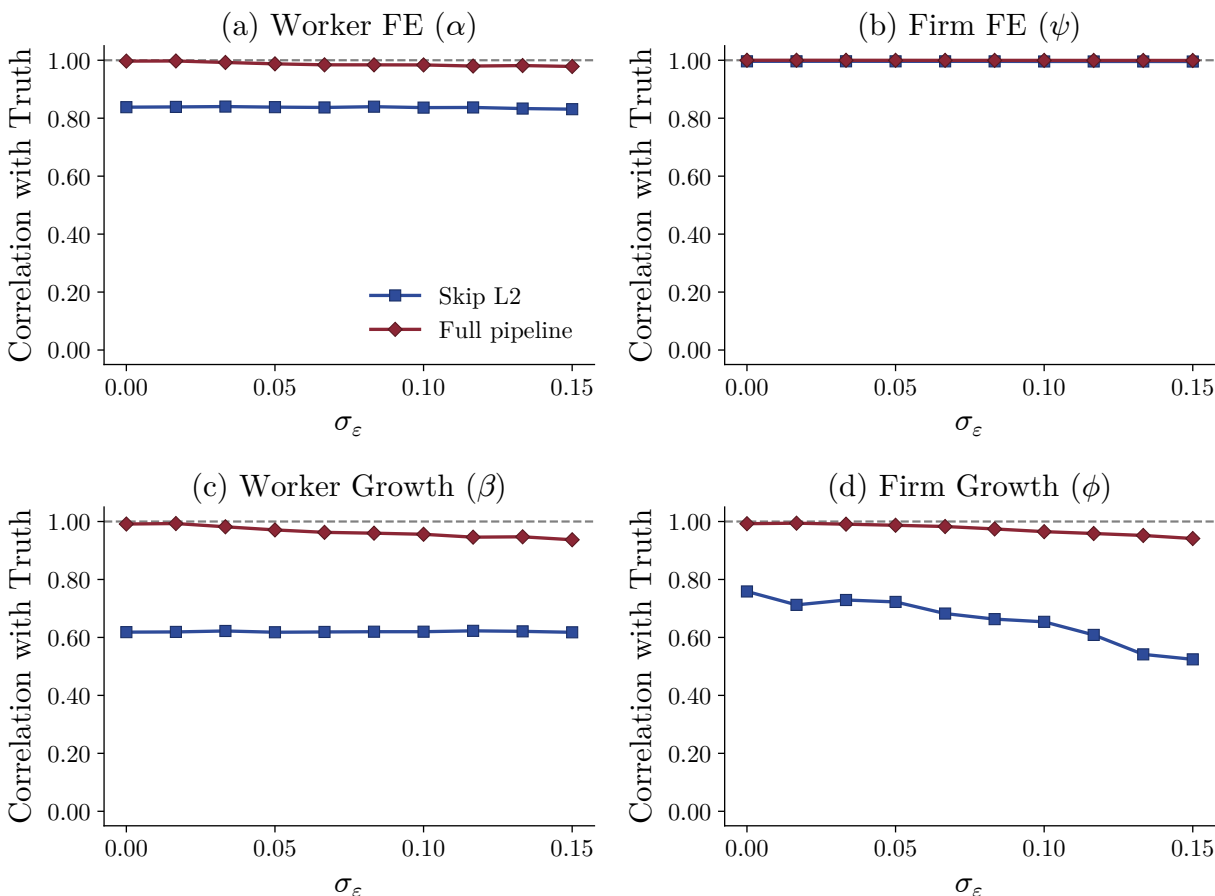 (a) Worker FE (α)
Correlation with Truth
1.00
0.80
0.60
0.40
0.20
0.00
Skip L2
Full pipeline
0.00 0.05 0.10 0.15
σε
(b) Firm FE (ψ)
Correlation with Truth
1.00
0.80
0.60
0.40
0.20
0.00
0.00 0.05 0.10 0.15
σε
(c) Worker Growth (β)
Correlation with Truth
1.00
0.80
0.60
0.40
0.20
0.00
0.00 0.05 0.10 0.15
σε
(d) Firm Growth (ϕ)
Correlation with Truth
1.00
0.80
0.60
0.40
0.20
0.00
0.00 0.05 0.10 0.15
σε